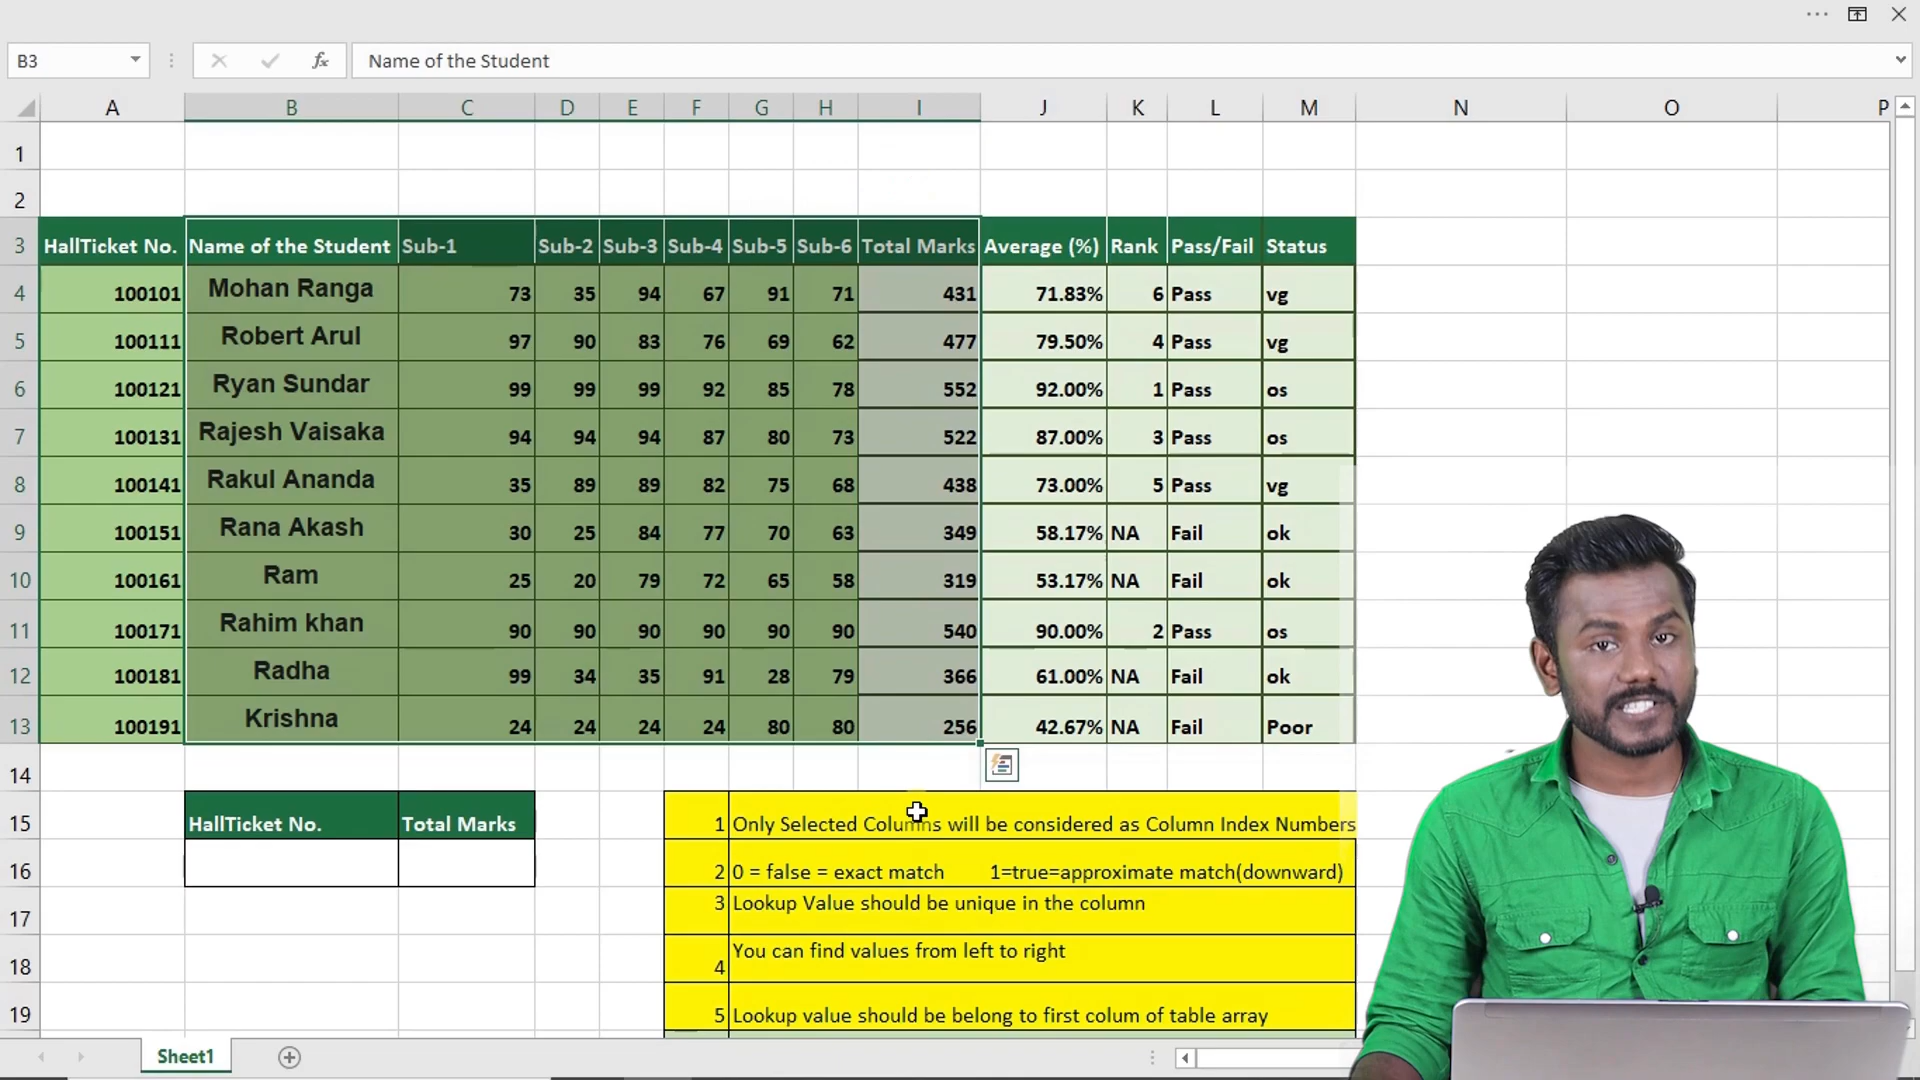 B3 fx Name of the Student
A B C D E F G H I J K L M N O P
1
2
3 HallTicket No. Name of the Student Sub-1 Sub-2 Sub-3 Sub-4 Sub-5 Sub-6 Total Marks Average (%) Rank Pass/Fail Status
4 100101 Mohan Ranga 73 35 94 67 91 71 431 71.83% 6 Pass vg
5 100111 Robert Arul 97 90 83 76 69 62 477 79.50% 4 Pass vg
6 100121 Ryan Sundar 99 99 99 92 85 78 552 92.00% 1 Pass os
7 100131 Rajesh Vaisaka 94 94 94 87 80 73 522 87.00% 3 Pass os
8 100141 Rakul Ananda 35 89 89 82 75 68 438 73.00% 5 Pass vg
9 100151 Rana Akash 30 25 84 77 70 63 349 58.17% NA Fail ok
10 100161 Ram 25 20 79 72 65 58 319 53.17% NA Fail ok
11 100171 Rahim khan 90 90 90 90 90 90 540 90.00% 2 Pass os
12 100181 Radha 99 34 35 91 28 79 366 61.00% NA Fail ok
13 100191 Krishna 24 24 24 24 80 80 256 42.67% NA Fail Poor
14
15 HallTicket No. Total Marks 1 Only Selected Columns will be considered as Column Index Numbers
16 2 0 = false = exact match 1=true=approximate match(downward)
17 3 Lookup Value should be unique in the column
18 4 You can find values from left to right
19 5 Lookup value should be belong to first colum of table array
Sheet1